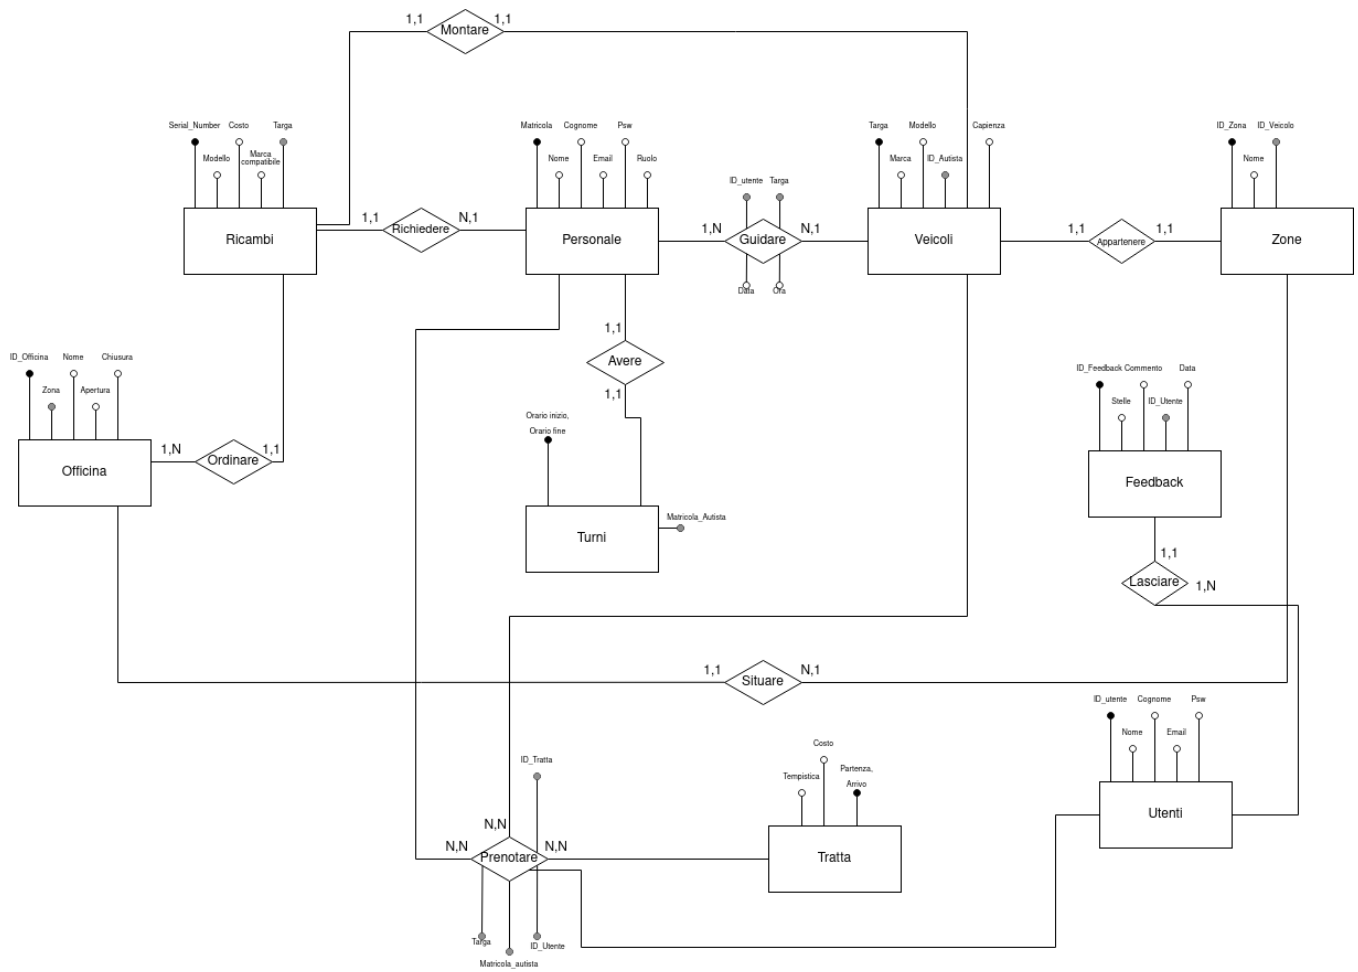 1,1
Montare
1,1
Serial_Number
Costo
Targa
Modello
Marca
compatibile
Ricambi
1,1
Richiedere
N,1
Matricola
Cognome
Psw
Nome
Email
Ruolo
Personale
ID_utente
Targa
1,N
Guidare
N,1
Data
Ora
Targa
Modello
Capienza
Marca
ID_Autista
Veicoli
1,1
Appartenere
1,1
ID_Zona
ID_Veicolo
Nome
Zone
1,1
Avere
1,1
ID_Officina
Nome
Chiusura
Zona
Apertura
Officina
1,N
Ordinare
1,1
Orario inizio,
Orario fine
Matricola_Autista
Turni
ID_Feedback
Commento
Data
Stelle
ID_Utente
Feedback
1,1
Lasciare
1,N
1,1
Situare
N,1
ID_utente
Cognome
Psw
Nome
Email
Utenti
ID_Tratta
N,N
N,N
Prenotare
N,N
Targa
ID_Utente
Matricola_autista
Costo
Tempistica
Partenza,
Arrivo
Tratta